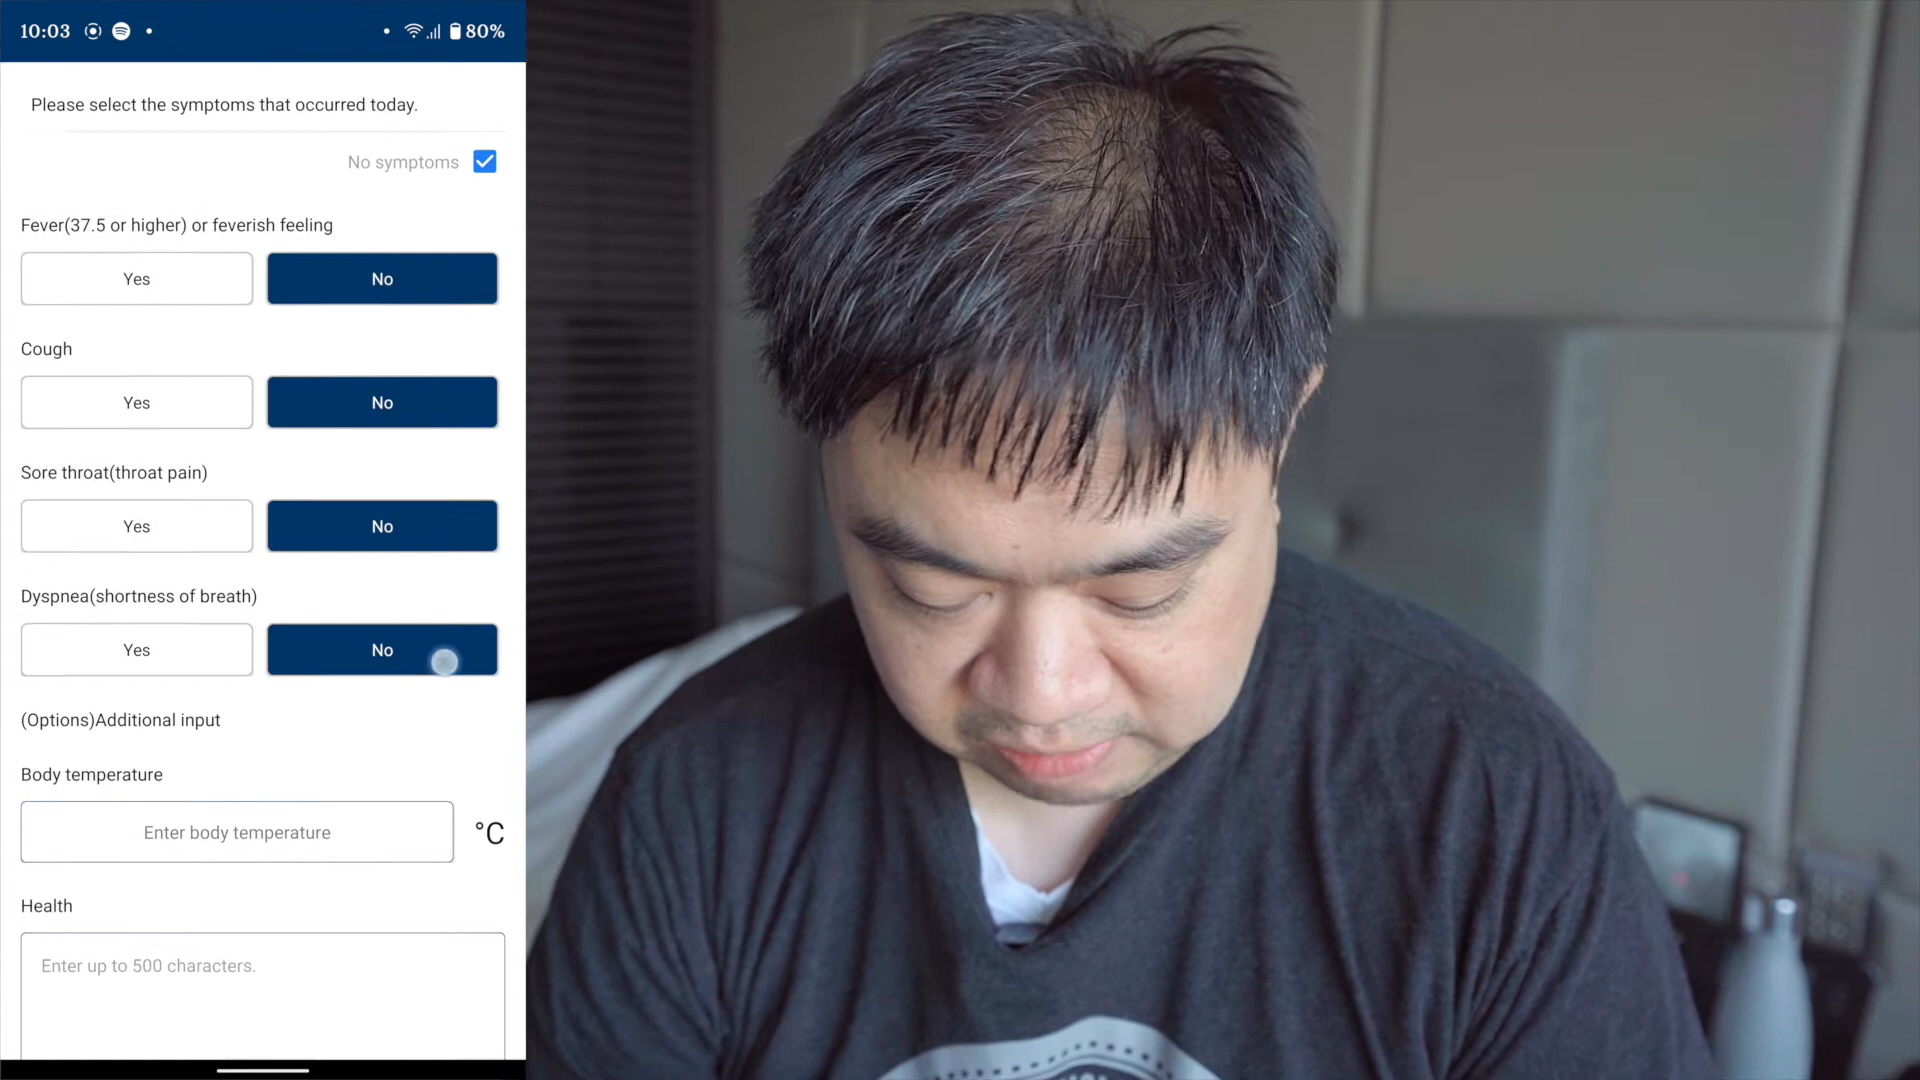 10:03
80%
Please select the symptoms that occurred today.
No symptoms
Fever(37.5 or higher) or feverish feeling
Yes No
Cough
Yes No
Sore throat(throat pain)
Yes No
Dyspnea(shortness of breath)
Yes No
(Options)Additional input
Body temperature
Enter body temperature °C
Health
Enter up to 500 characters.